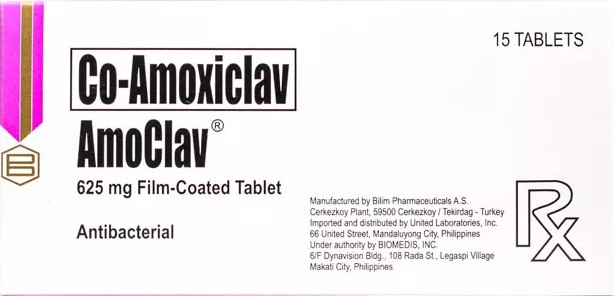 15 TABLETS
Co-Amoxiclav
AmoClav®
625 mg Film-Coated Tablet
Antibacterial
Manufactured by Bilim Pharmaceuticals A.S.
Cerkezkoy Plant, 59500 Cerkezkoy / Tekirdag - Turkey
Imported and distributed by United Laboratories, Inc.
66 United Street, Mandaluyong City, Philippines
Under authority by BIOMEDIS, INC.
6/F Dynavision Bldg., 108 Rada St., Legaspi Village
Makati City, Philippines
Rx
B